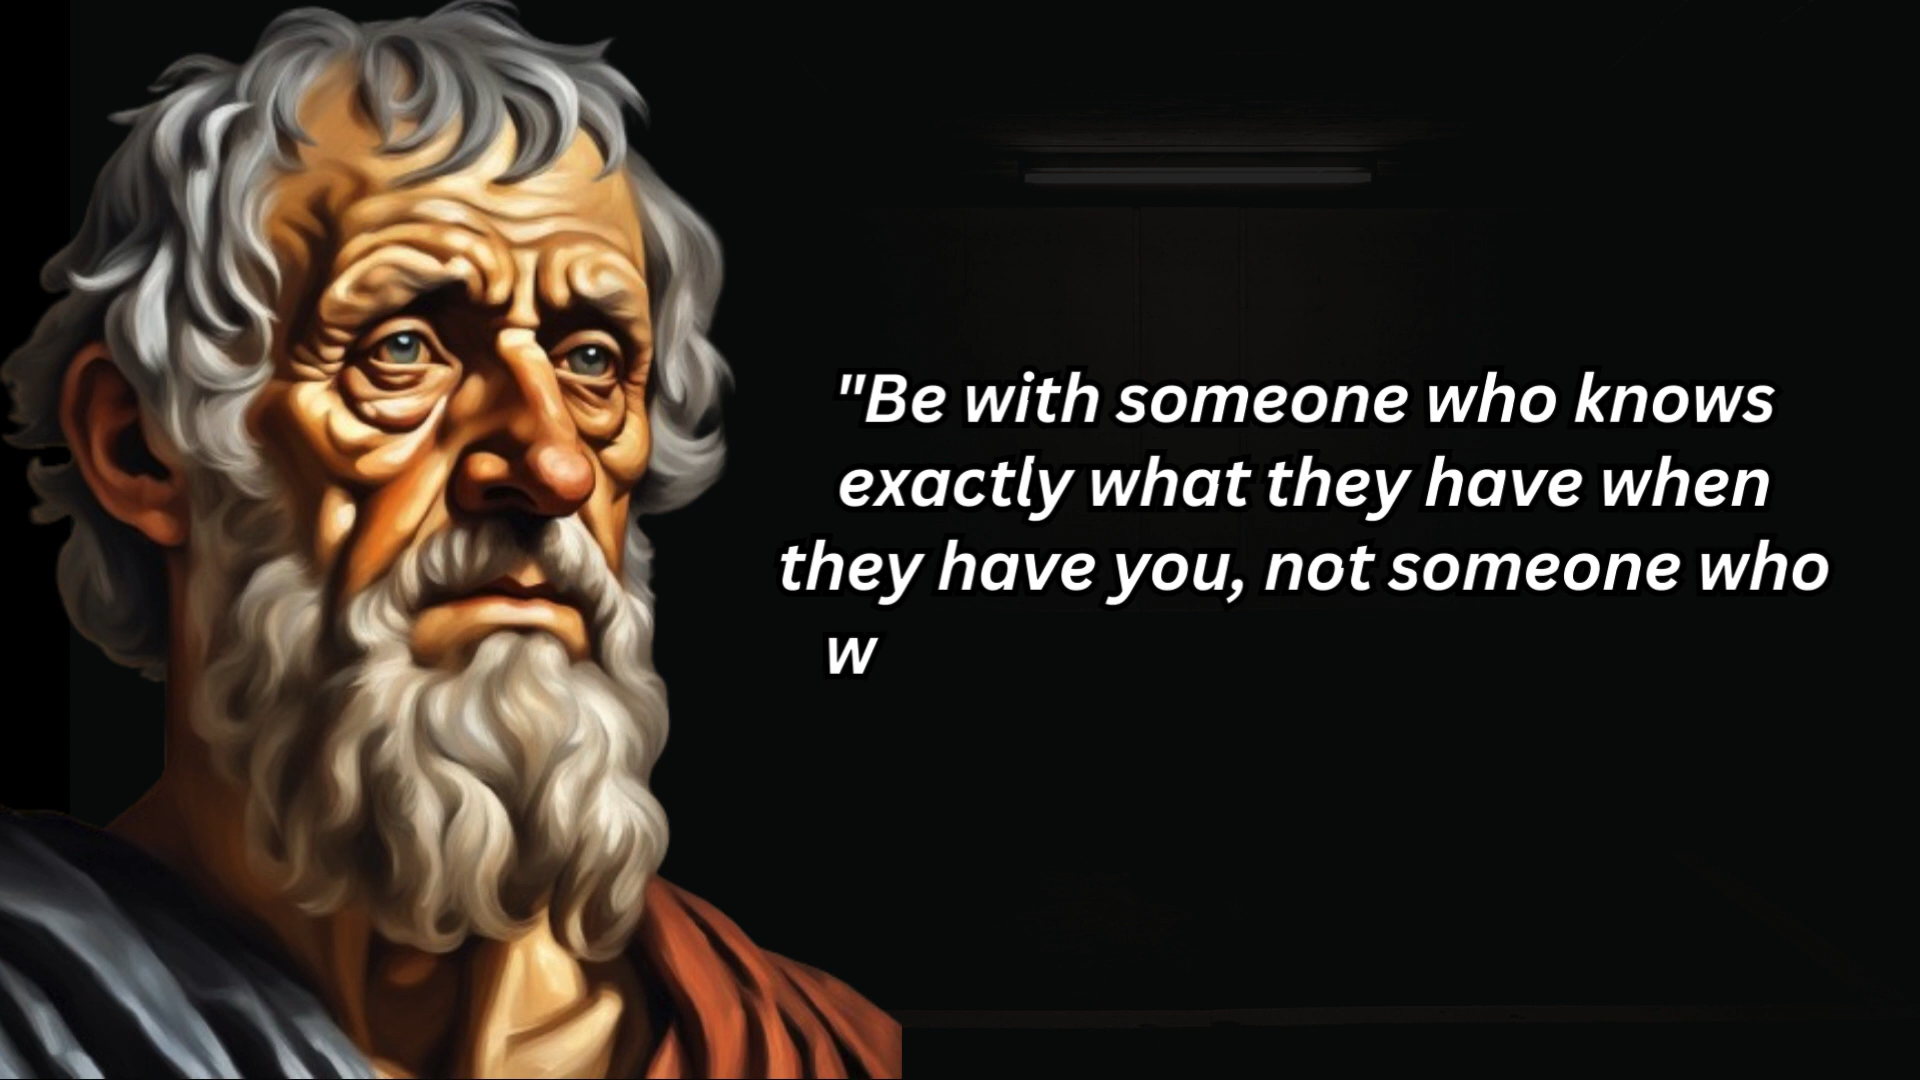 "Be with someone who knows
exactly what they have when
they have you, not someone who
w